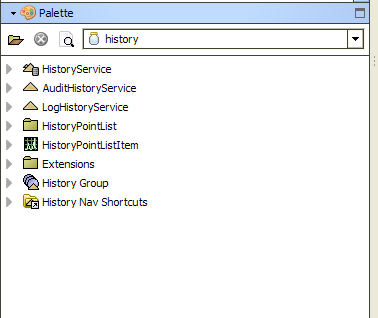 Palette
history
HistoryService
AuditHistoryService
LogHistoryService
HistoryPointList
HistoryPointListItem
Extensions
History Group
History Nav Shortcuts